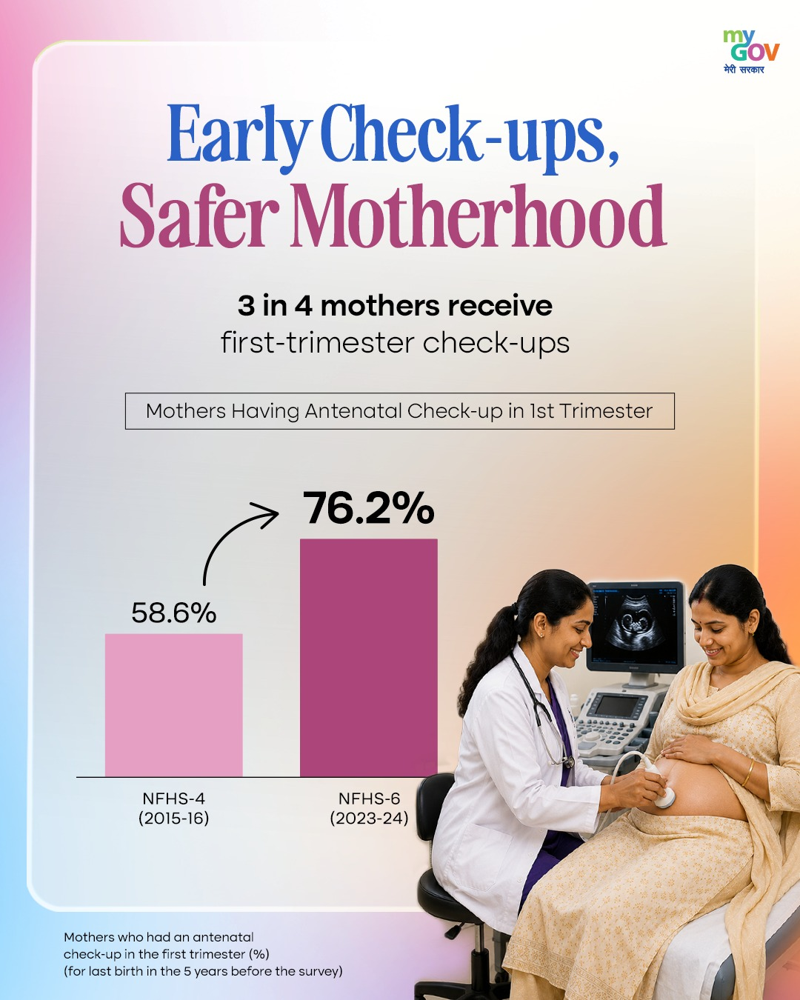 my
GOV
मेरी सरकार
Early Check-ups,
Safer Motherhood
3 in 4 mothers receive
first-trimester check-ups
Mothers Having Antenatal Check-up in 1st Trimester
58.6%
76.2%
NFHS-4
(2015-16)
NFHS-6
(2023-24)
Mothers who had an antenatal
check-up in the first trimester (%)
(for last birth in the 5 years before the survey)